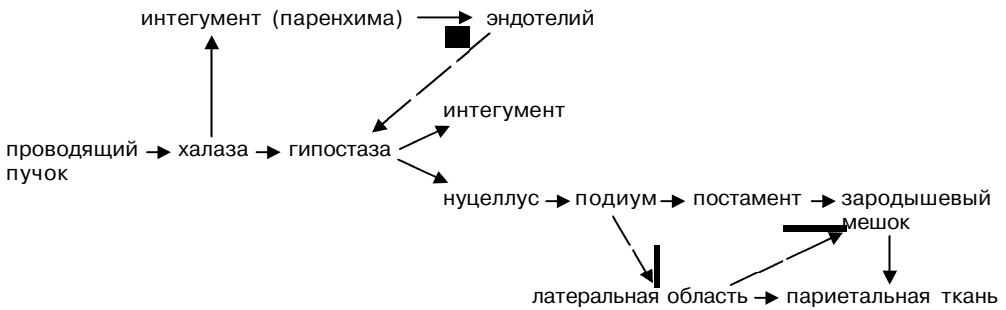 интегумент (паренхима) эндотелий
интегумент
проводящий халаза гипостаза
пучок
нуцеллус подиум постамент зародышевый
мешок
латеральная область париетальная ткань